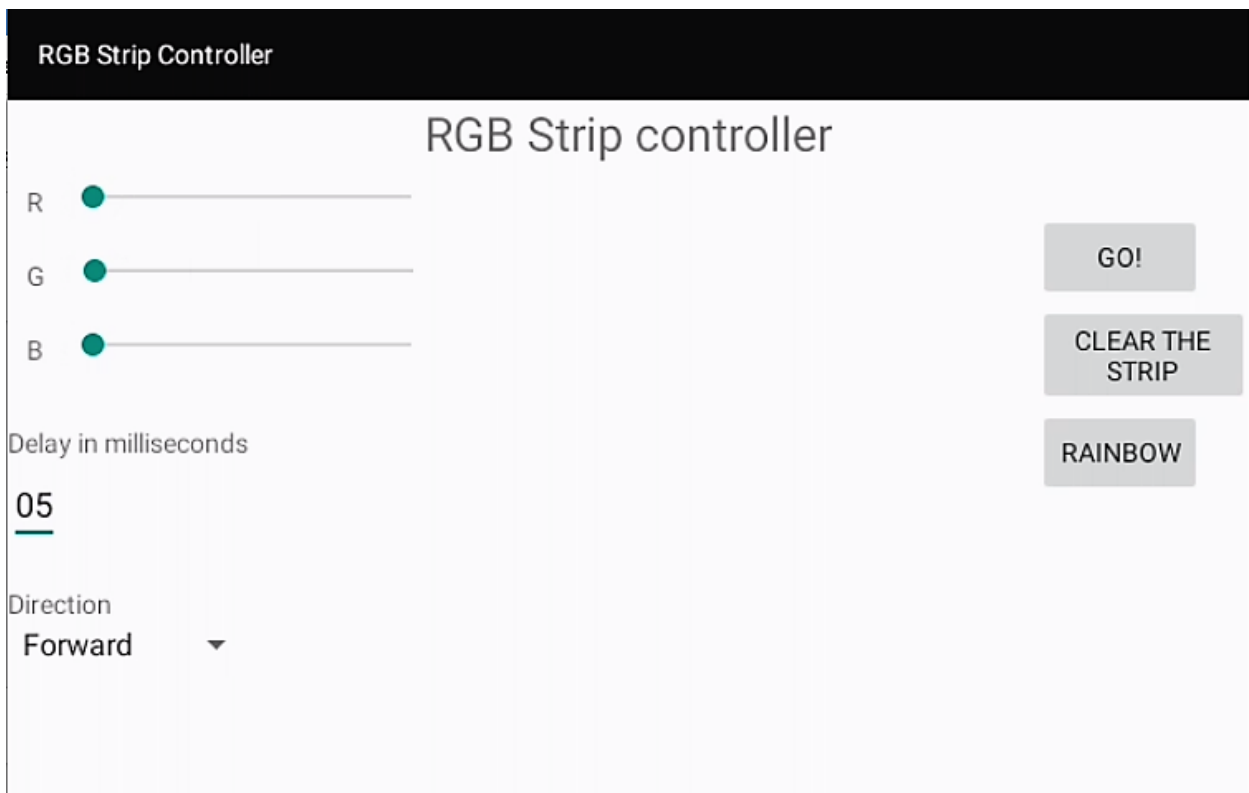 RGB Strip Controller
RGB Strip controller
R
G
B
GO!
CLEAR THE
STRIP
RAINBOW
Delay in milliseconds
05
Direction
Forward